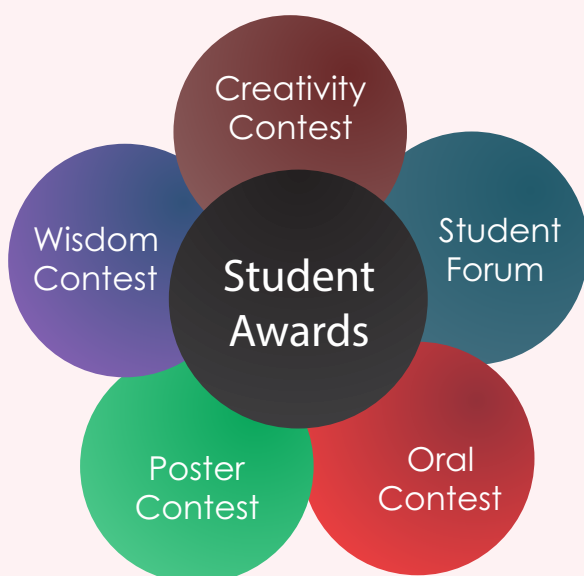 Creativity
Contest
Wisdom
Contest
Student
Forum
Student
Awards
Poster
Contest
Oral
Contest